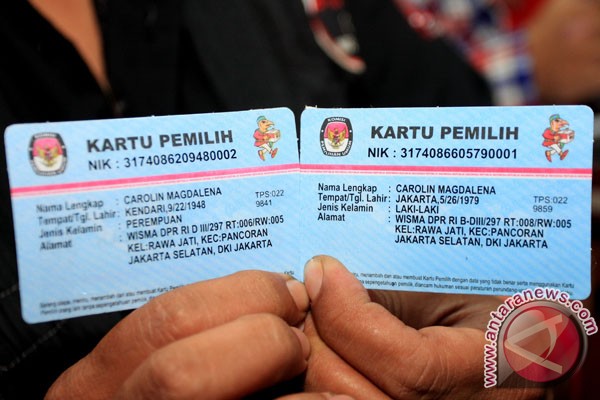 KARTU PEMILIH
NIK : 3174086209480002
Nama Lengkap : CAROLIN MAGDALENA TPS:022
Tempat/Tgl. Lahir: KENDARI,9/22/1948 9841
Jenis Kelamin : PEREMPUAN
Alamat : WISMA DPR RI D III/297 RT:006/RW:005
KEL:RAWA JATI, KEC:PANCORAN
JAKARTA SELATAN, DKI JAKARTA
KARTU PEMILIH
NIK : 3174086605790001
Nama Lengkap : CAROLIN MAGDALENA TPS:022
Tempat/Tgl. Lahir: JAKARTA,5/26/1979 9859
Jenis Kelamin : LAKI-LAKI
Alamat : WISMA DPR RI B-DIII/297 RT:008/RW:005
KEL:RAWA JATI, KEC:PANCORAN
JAKARTA SELATAN, DKI JAKARTA
www.antaranews.com